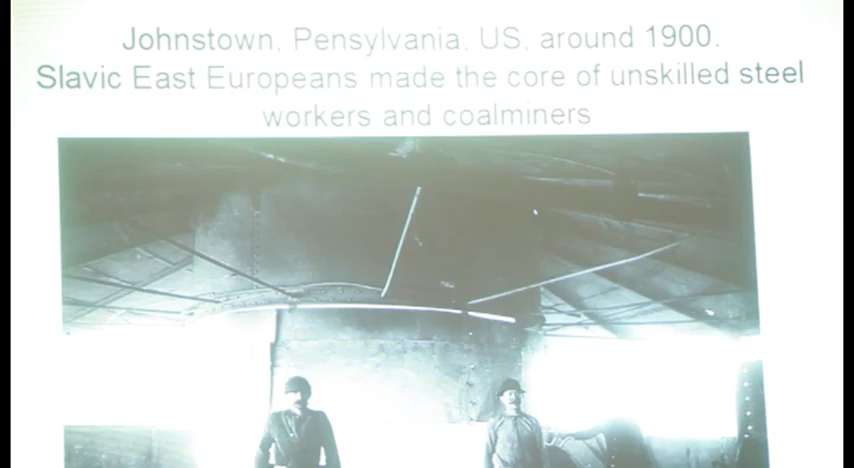 Johnstown, Pensylvania, US, around 1900.
Slavic East Europeans made the core of unskilled steel
workers and coalminers